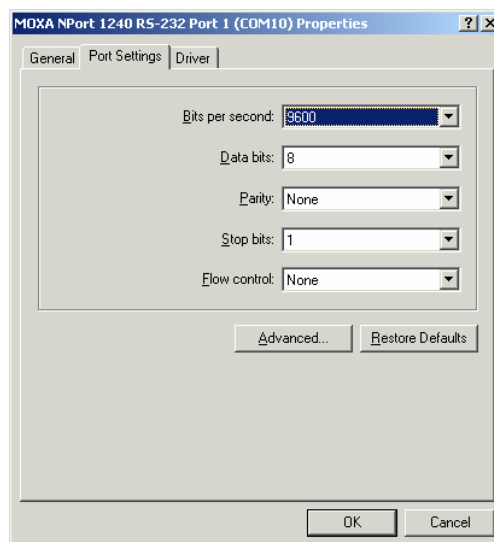 MOXA NPort 1240 RS-232 Port 1 (COM10) Properties
General Port Settings Driver
Bits per second: 9600
Data bits: 8
Parity: None
Stop bits: 1
Flow control: None
Advanced... Restore Defaults
OK Cancel